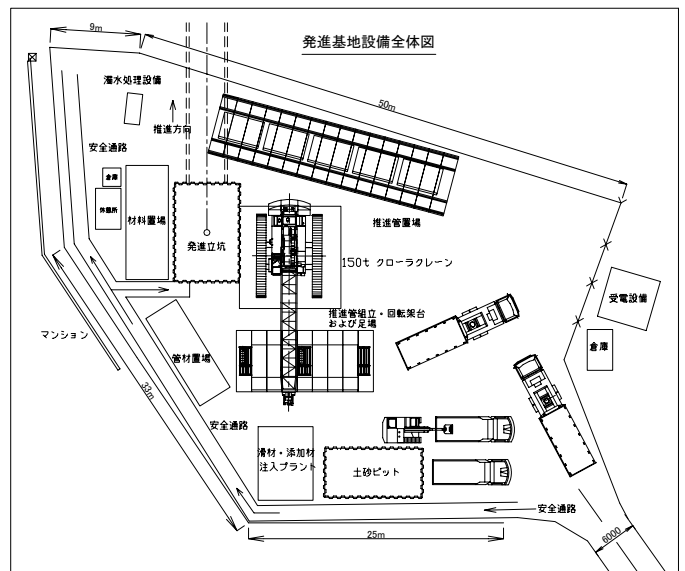 発進基地設備全体図
9m
50m
濁水処理設備
推進方向
安全通路
倉庫
休憩所
材料置場
発進立坑
推進管置場
150t クローラクレーン
受電設備
推進管組立・回転架台
および足場
マンション
管材置場
倉庫
33m
安全通路
滑材・添加材
注入プラント
土砂ピット
安全通路
25m
6000